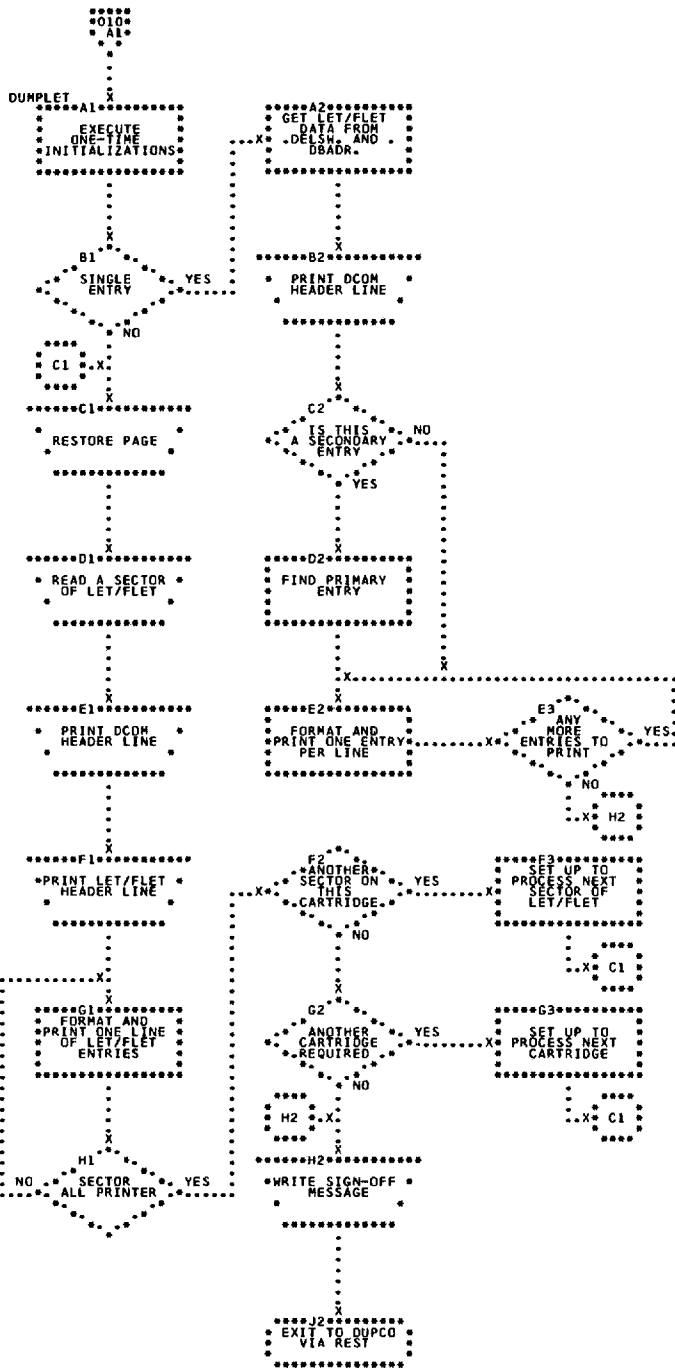 010
A1
DUMPLET
A1
EXECUTE
ONE-TIME
INITIALIZATIONS
B1
SINGLE
ENTRY
YES
NO
C1
C1
RESTORE PAGE
D1
READ A SECTOR
OF LET/FLET
E1
PRINT DCOM
HEADER LINE
F1
PRINT LET/FLET
HEADER LINE
G1
FORMAT AND
PRINT ONE LINE
OF LET/FLET
ENTRIES
H1
SECTOR
ALL PRINTER
NO
YES
A2
GET LET/FLET
DATA FROM
.DELSW. AND .
DBADR.
B2
PRINT DCOM
HEADER LINE
C2
IS THIS
A SECONDARY
ENTRY
NO
YES
D2
FIND PRIMARY
ENTRY
E2
FORMAT AND
PRINT ONE ENTRY
PER LINE
E3
ANY
MORE
ENTRIES TO
PRINT
YES
NO
H2
F2
ANOTHER
SECTOR ON
THIS
CARTRIDGE
YES
NO
F3
SET UP TO
PROCESS NEXT
SECTOR OF
LET/FLET
C1
G2
ANOTHER
CARTRIDGE
REQUIRED
YES
NO
G3
SET UP TO
PROCESS NEXT
CARTRIDGE
C1
H2
H2
WRITE SIGN-OFF
MESSAGE
J2
EXIT TO DUPCO
VIA REST